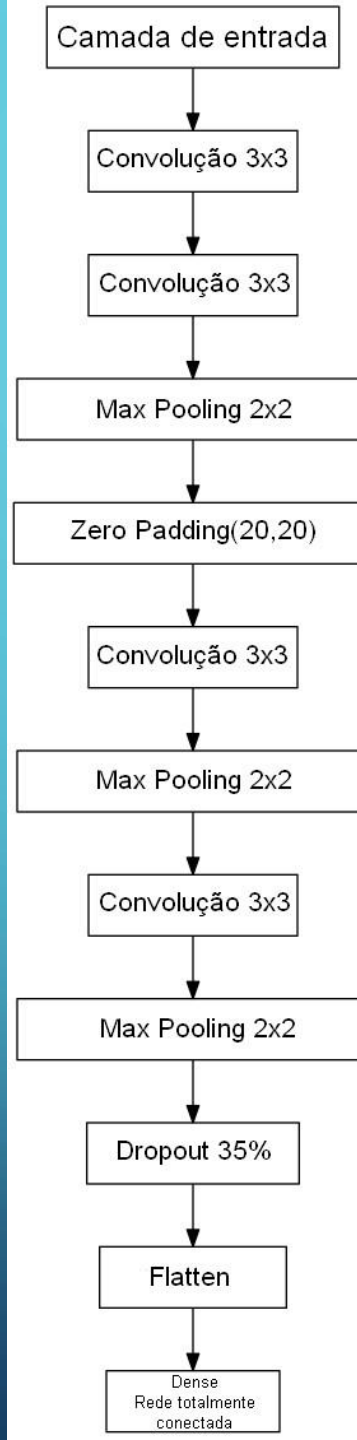 Camada de entrada
Convolução 3x3
Convolução 3x3
Max Pooling 2x2
Zero Padding(20,20)
Convolução 3x3
Max Pooling 2x2
Convolução 3x3
Max Pooling 2x2
Dropout 35%
Flatten
Dense
Rede totalmente
conectada